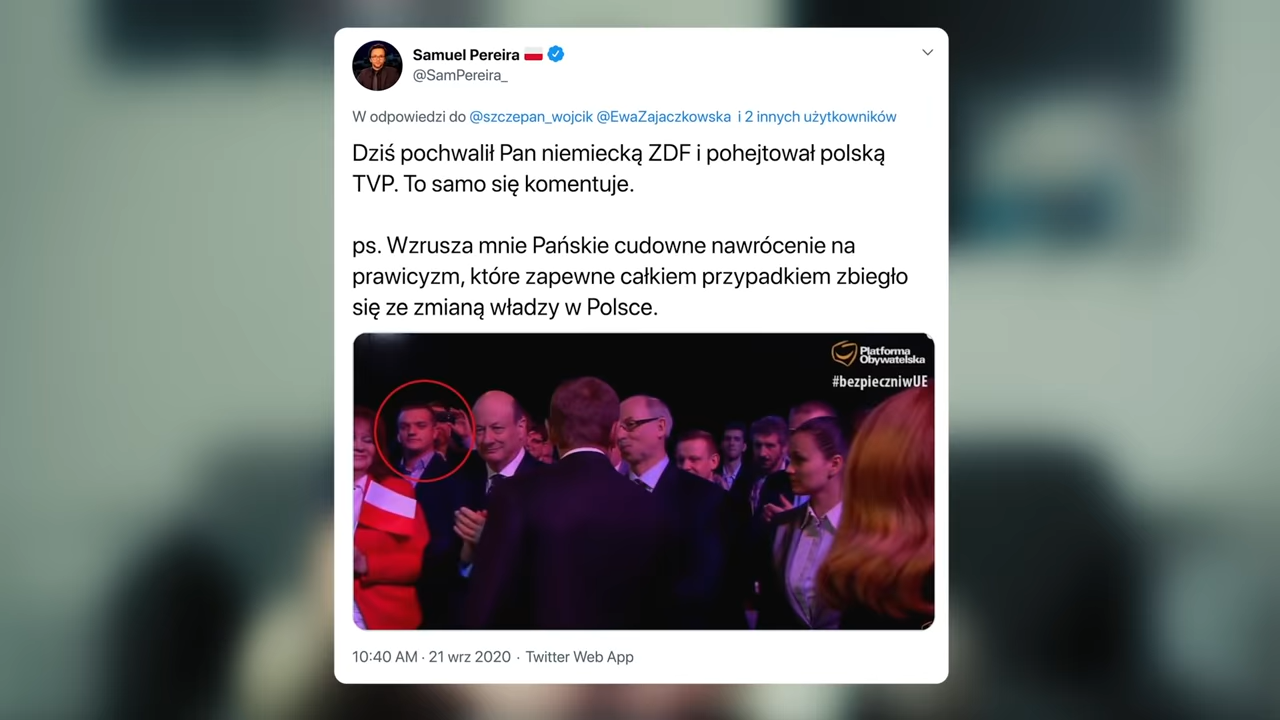 Samuel Pereira
@SamPereira_
W odpowiedzi do @szczepan_wojcik @EwaZajaczkowska i 2 innych użytkowników
Dziś pochwalił Pan niemiecką ZDF i pohejtował polską
TVP. To samo się komentuje.
ps. Wzrusza mnie Pańskie cudowne nawrócenie na
prawicyzm, które zapewne całkiem przypadkiem zbiegło
się ze zmianą władzy w Polsce.
Platforma
Obywatelska
#bezpieczniwUE
10:40 AM · 21 wrz 2020 · Twitter Web App